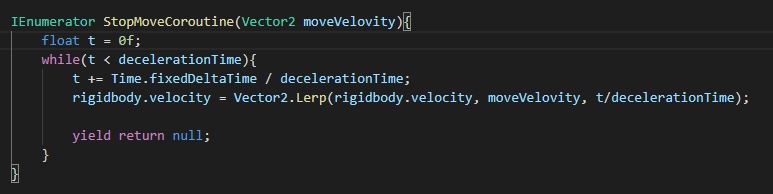 IEnumerator StopMoveCoroutine(Vector2 moveVelovity){
float t = 0f;
while(t < decelerationTime){
t += Time.fixedDeltaTime / decelerationTime;
rigidbody.velocity = Vector2.Lerp(rigidbody.velocity, moveVelovity, t/decelerationTime);
yield return null;
}
}